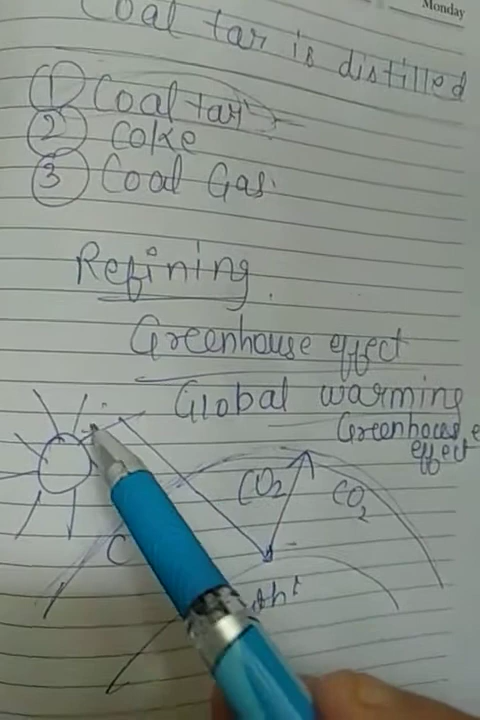 Monday
Coal tar is distilled
① Coal tar
② Coke
③ Coal Gas.
Refining
Greenhouse effect
Global warming
Greenhouse
effect
CO2 CO2
C